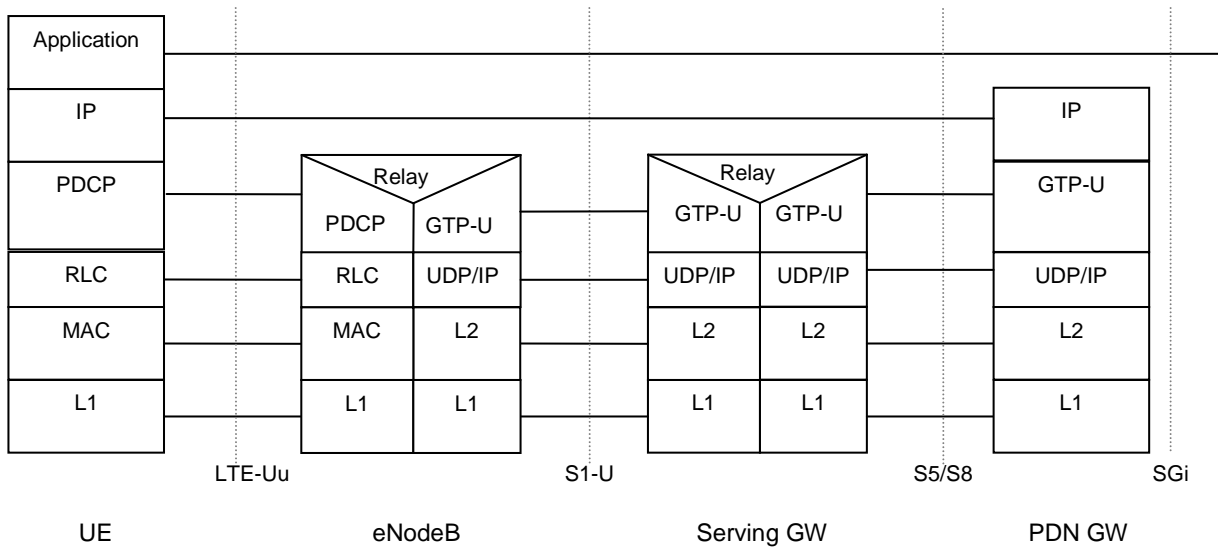 Application
IP
IP
Relay
Relay
PDCP
GTP-U
PDCP
GTP-U
GTP-U
GTP-U
RLC
RLC
UDP/IP
UDP/IP
UDP/IP
UDP/IP
MAC
MAC
L2
L2
L2
L2
L1
L1
L1
L1
L1
L1
LTE-Uu
S1-U
S5/S8
SGi
UE
eNodeB
Serving GW
PDN GW